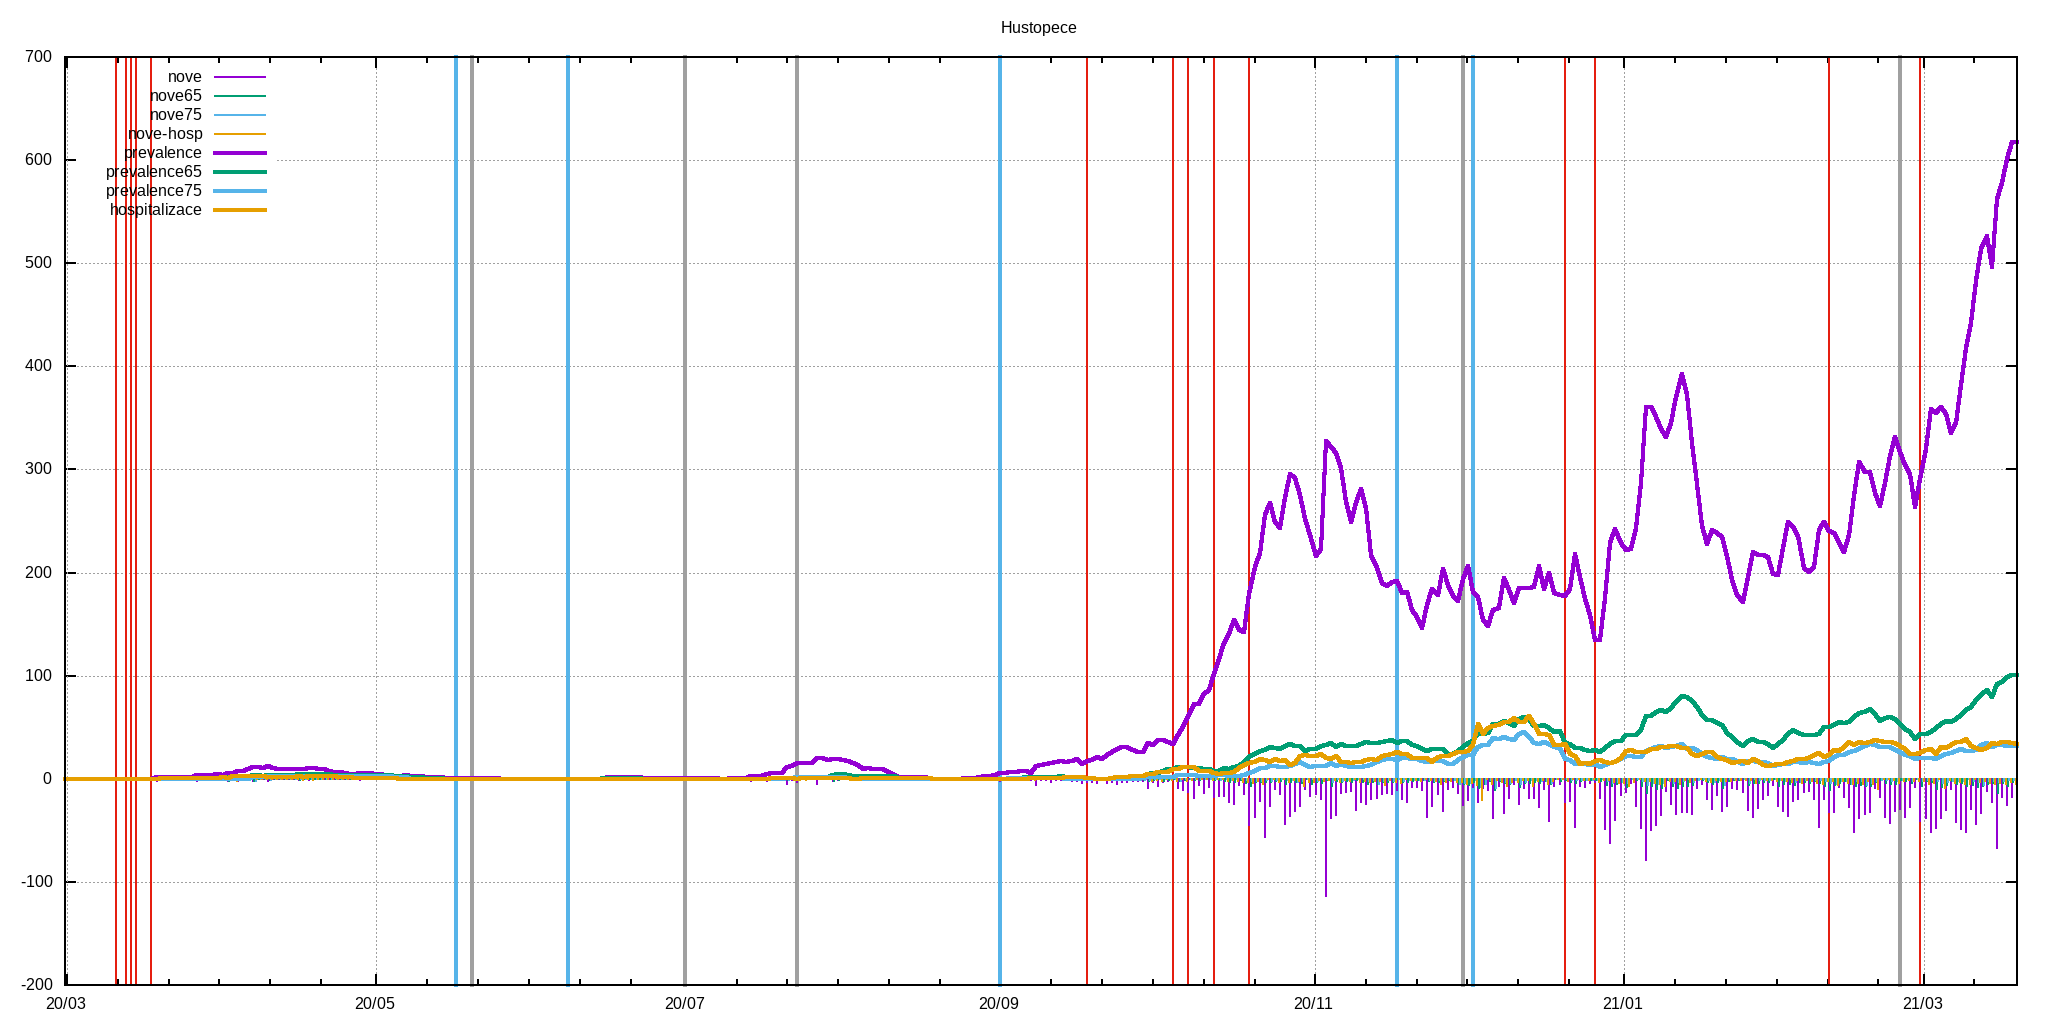 Hustopece
700
600
500
400
300
200
100
0
-100
-200
nove
nove65
nove75
nove-hosp
prevalence
prevalence65
prevalence75
hospitalizace
20/03 20/05 20/07 20/09 20/11 21/01 21/03